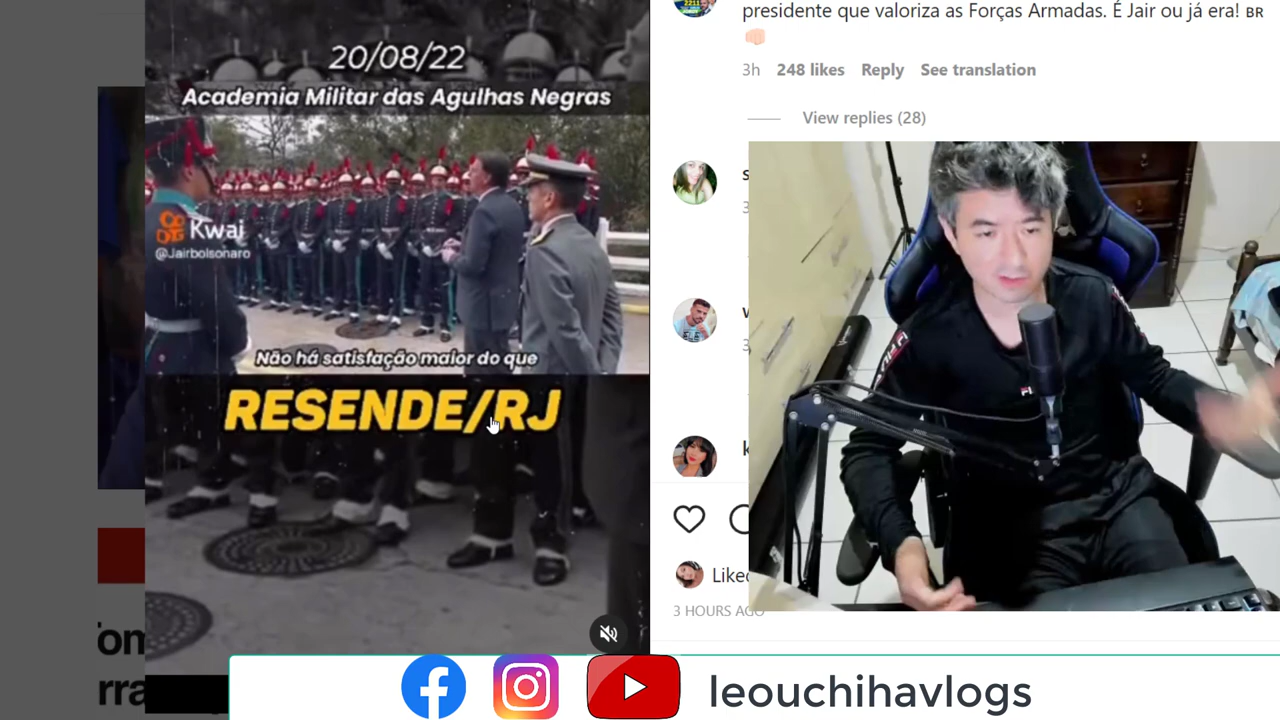 20/08/22
Academia Militar das Agulhas Negras
Kwai
@Jairbolsonaro
Não há satisfação maior do que
RESENDE/RJ
presidente que valoriza as Forças Armadas. É Jair ou já era! BR
3h 248 likes Reply See translation
View replies (28)
Liked
3 HOURS AGO
FILA
leouchihavlogs